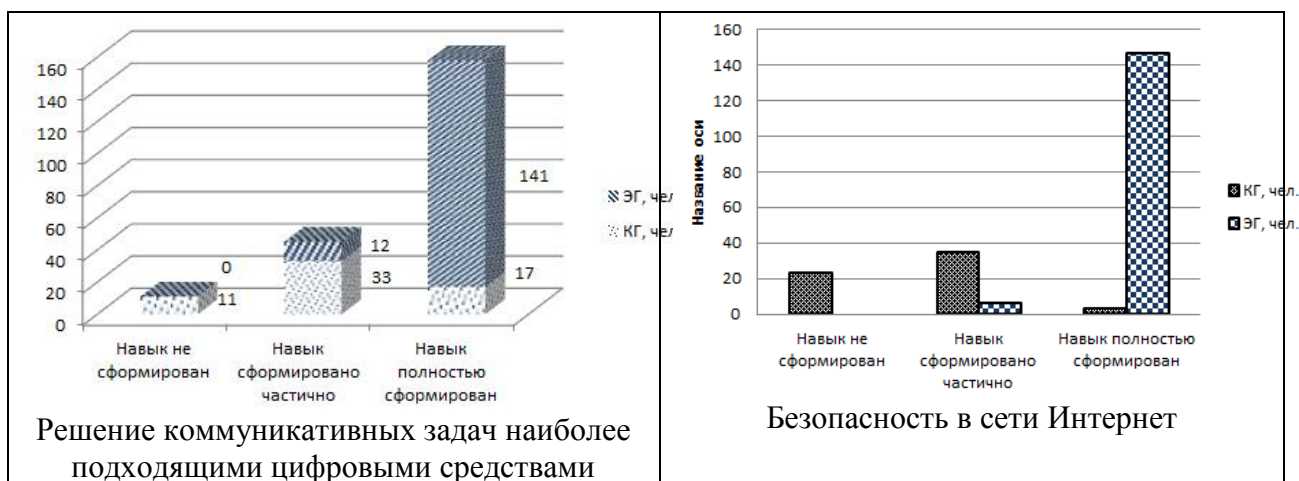 160
140
120
100
80
60
40
20
0
0
11
12
33
141
17
Навык не
сформирован
Навык
сформировано
частично
Навык
полностью
сформирован
ЭГ, чел
КГ, чел
Решение коммуникативных задач наиболее
подходящими цифровыми средствами
Название оси
160
140
120
100
80
60
40
20
0
Навык не
сформирован
Навык
сформировано
частично
Навык полностью
сформирован
КГ, чел.
ЭГ, чел.
Безопасность в сети Интернет